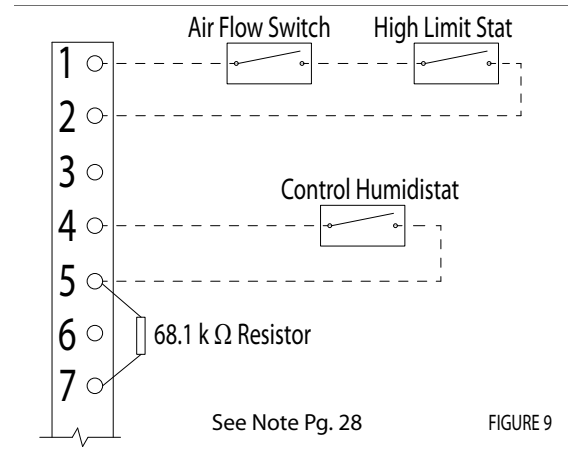 Air Flow Switch High Limit Stat
1
2
3
Control Humidistat
4
5
6 68.1 k Ω Resistor
7
See Note Pg. 28 FIGURE 9